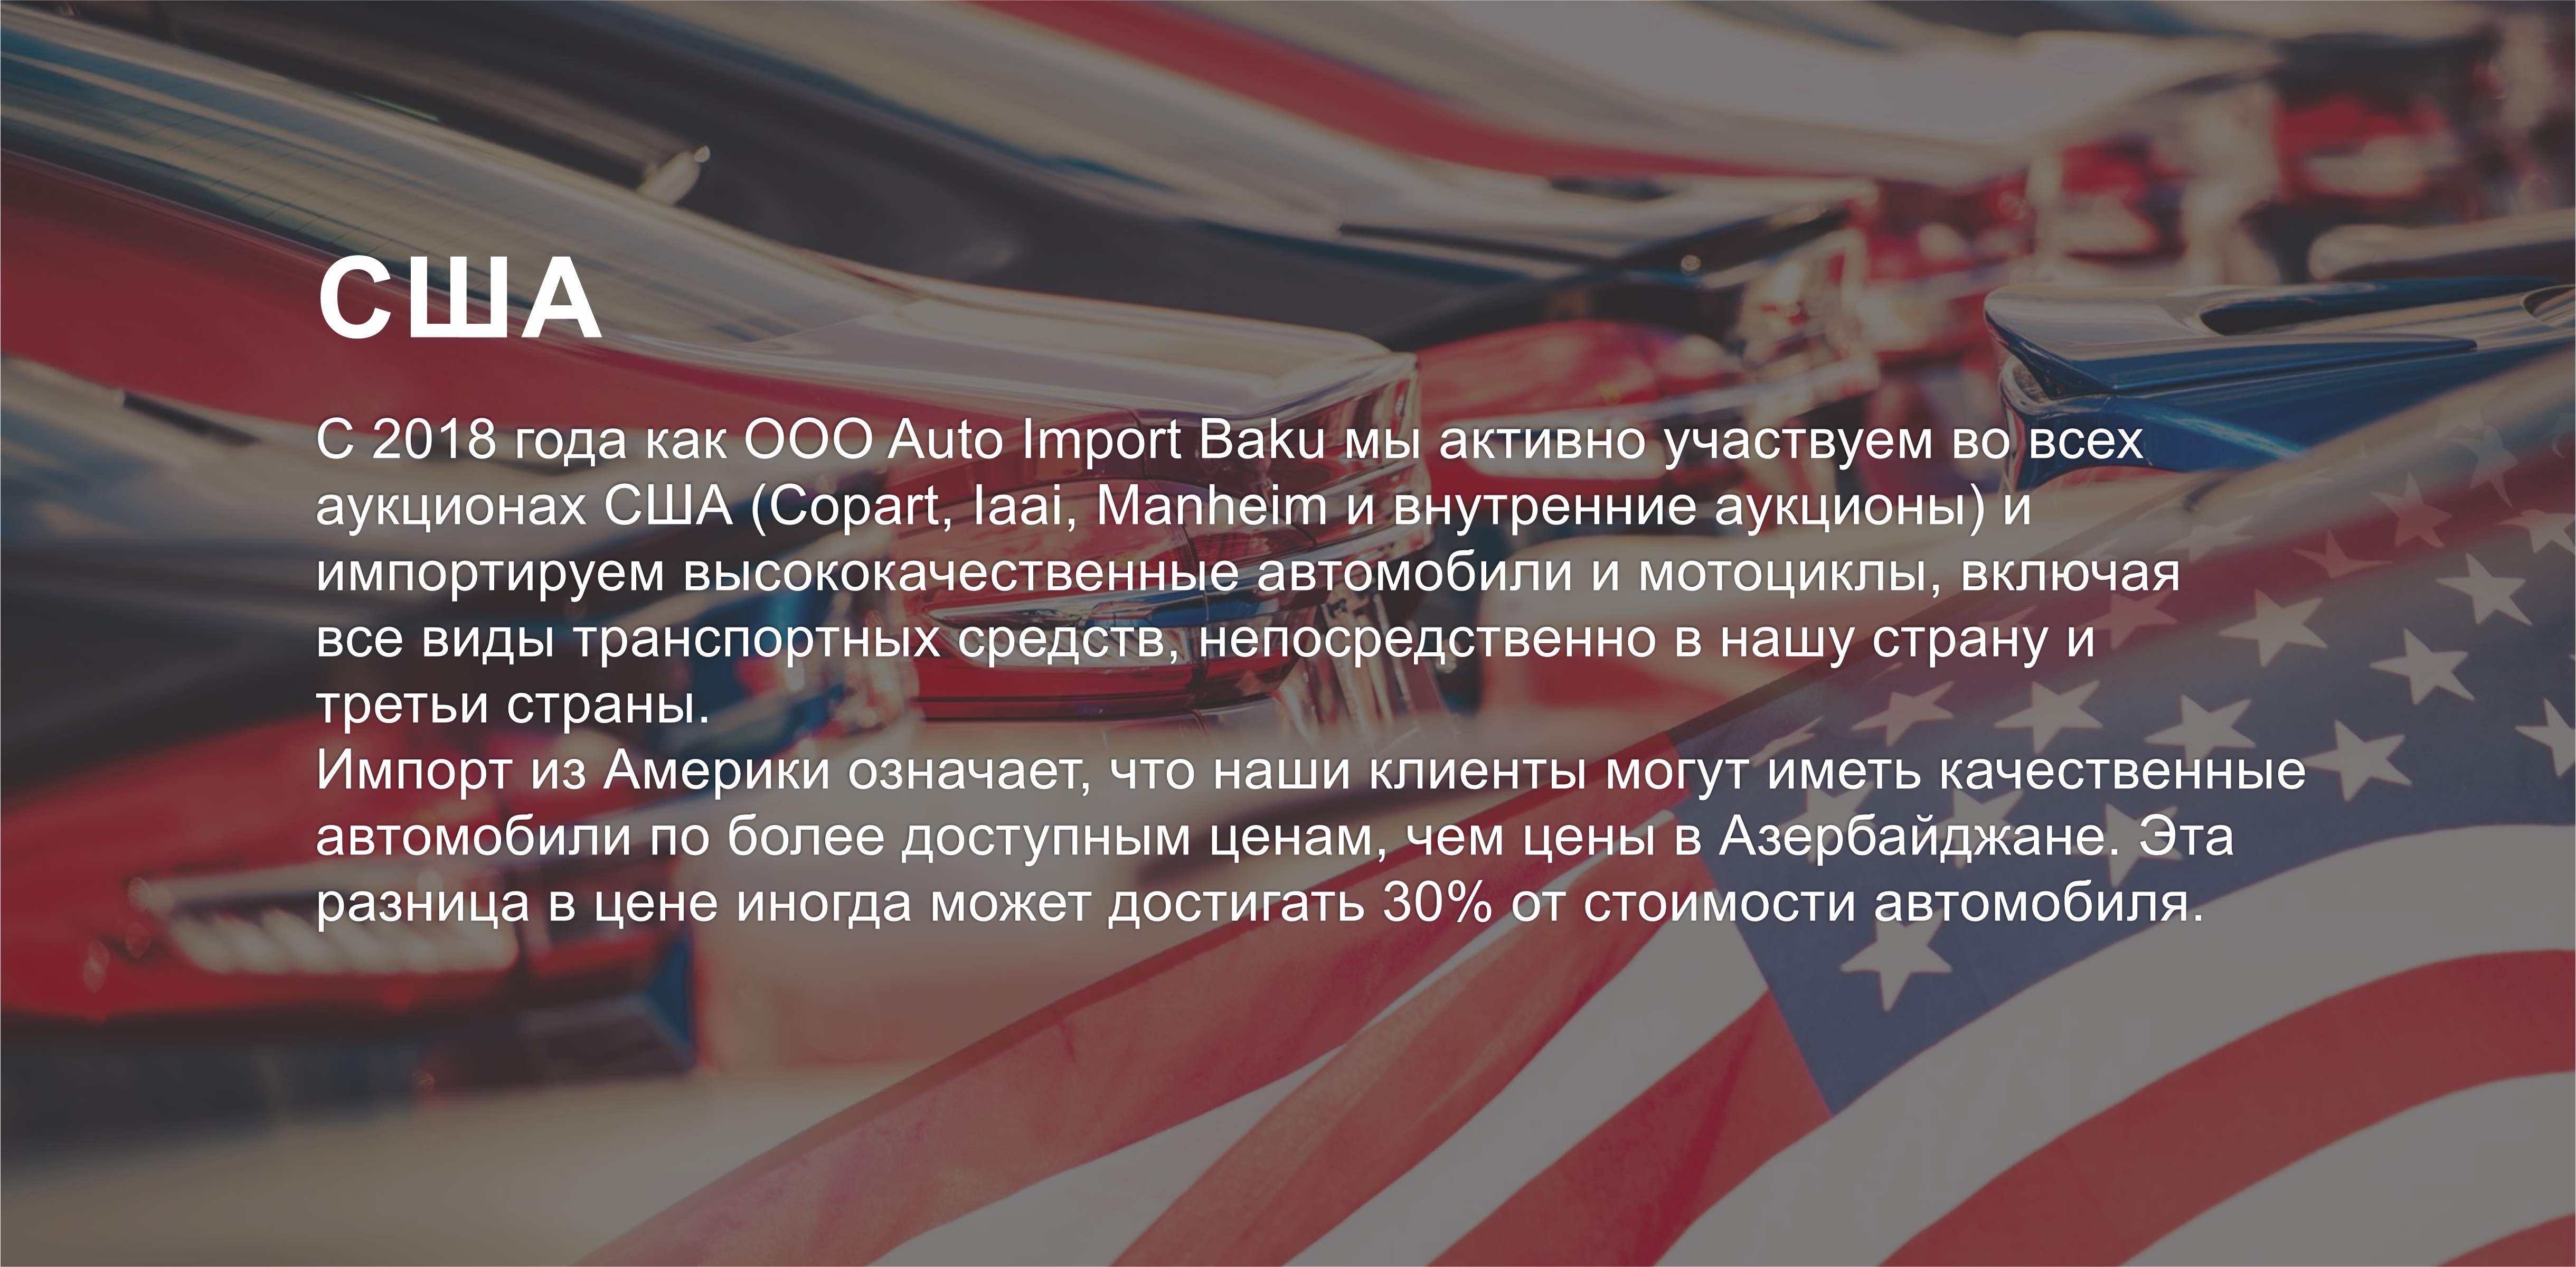 США
С 2018 года как ООО Auto Import Baku мы активно участвуем во всех
аукционах США (Copart, Iaai, Manheim и внутренние аукционы) и
импортируем высококачественные автомобили и мотоциклы, включая
все виды транспортных средств, непосредственно в нашу страну и
третьи страны.
Импорт из Америки означает, что наши клиенты могут иметь качественные
автомобили по более доступным ценам, чем цены в Азербайджане. Эта
разница в цене иногда может достигать 30% от стоимости автомобиля.